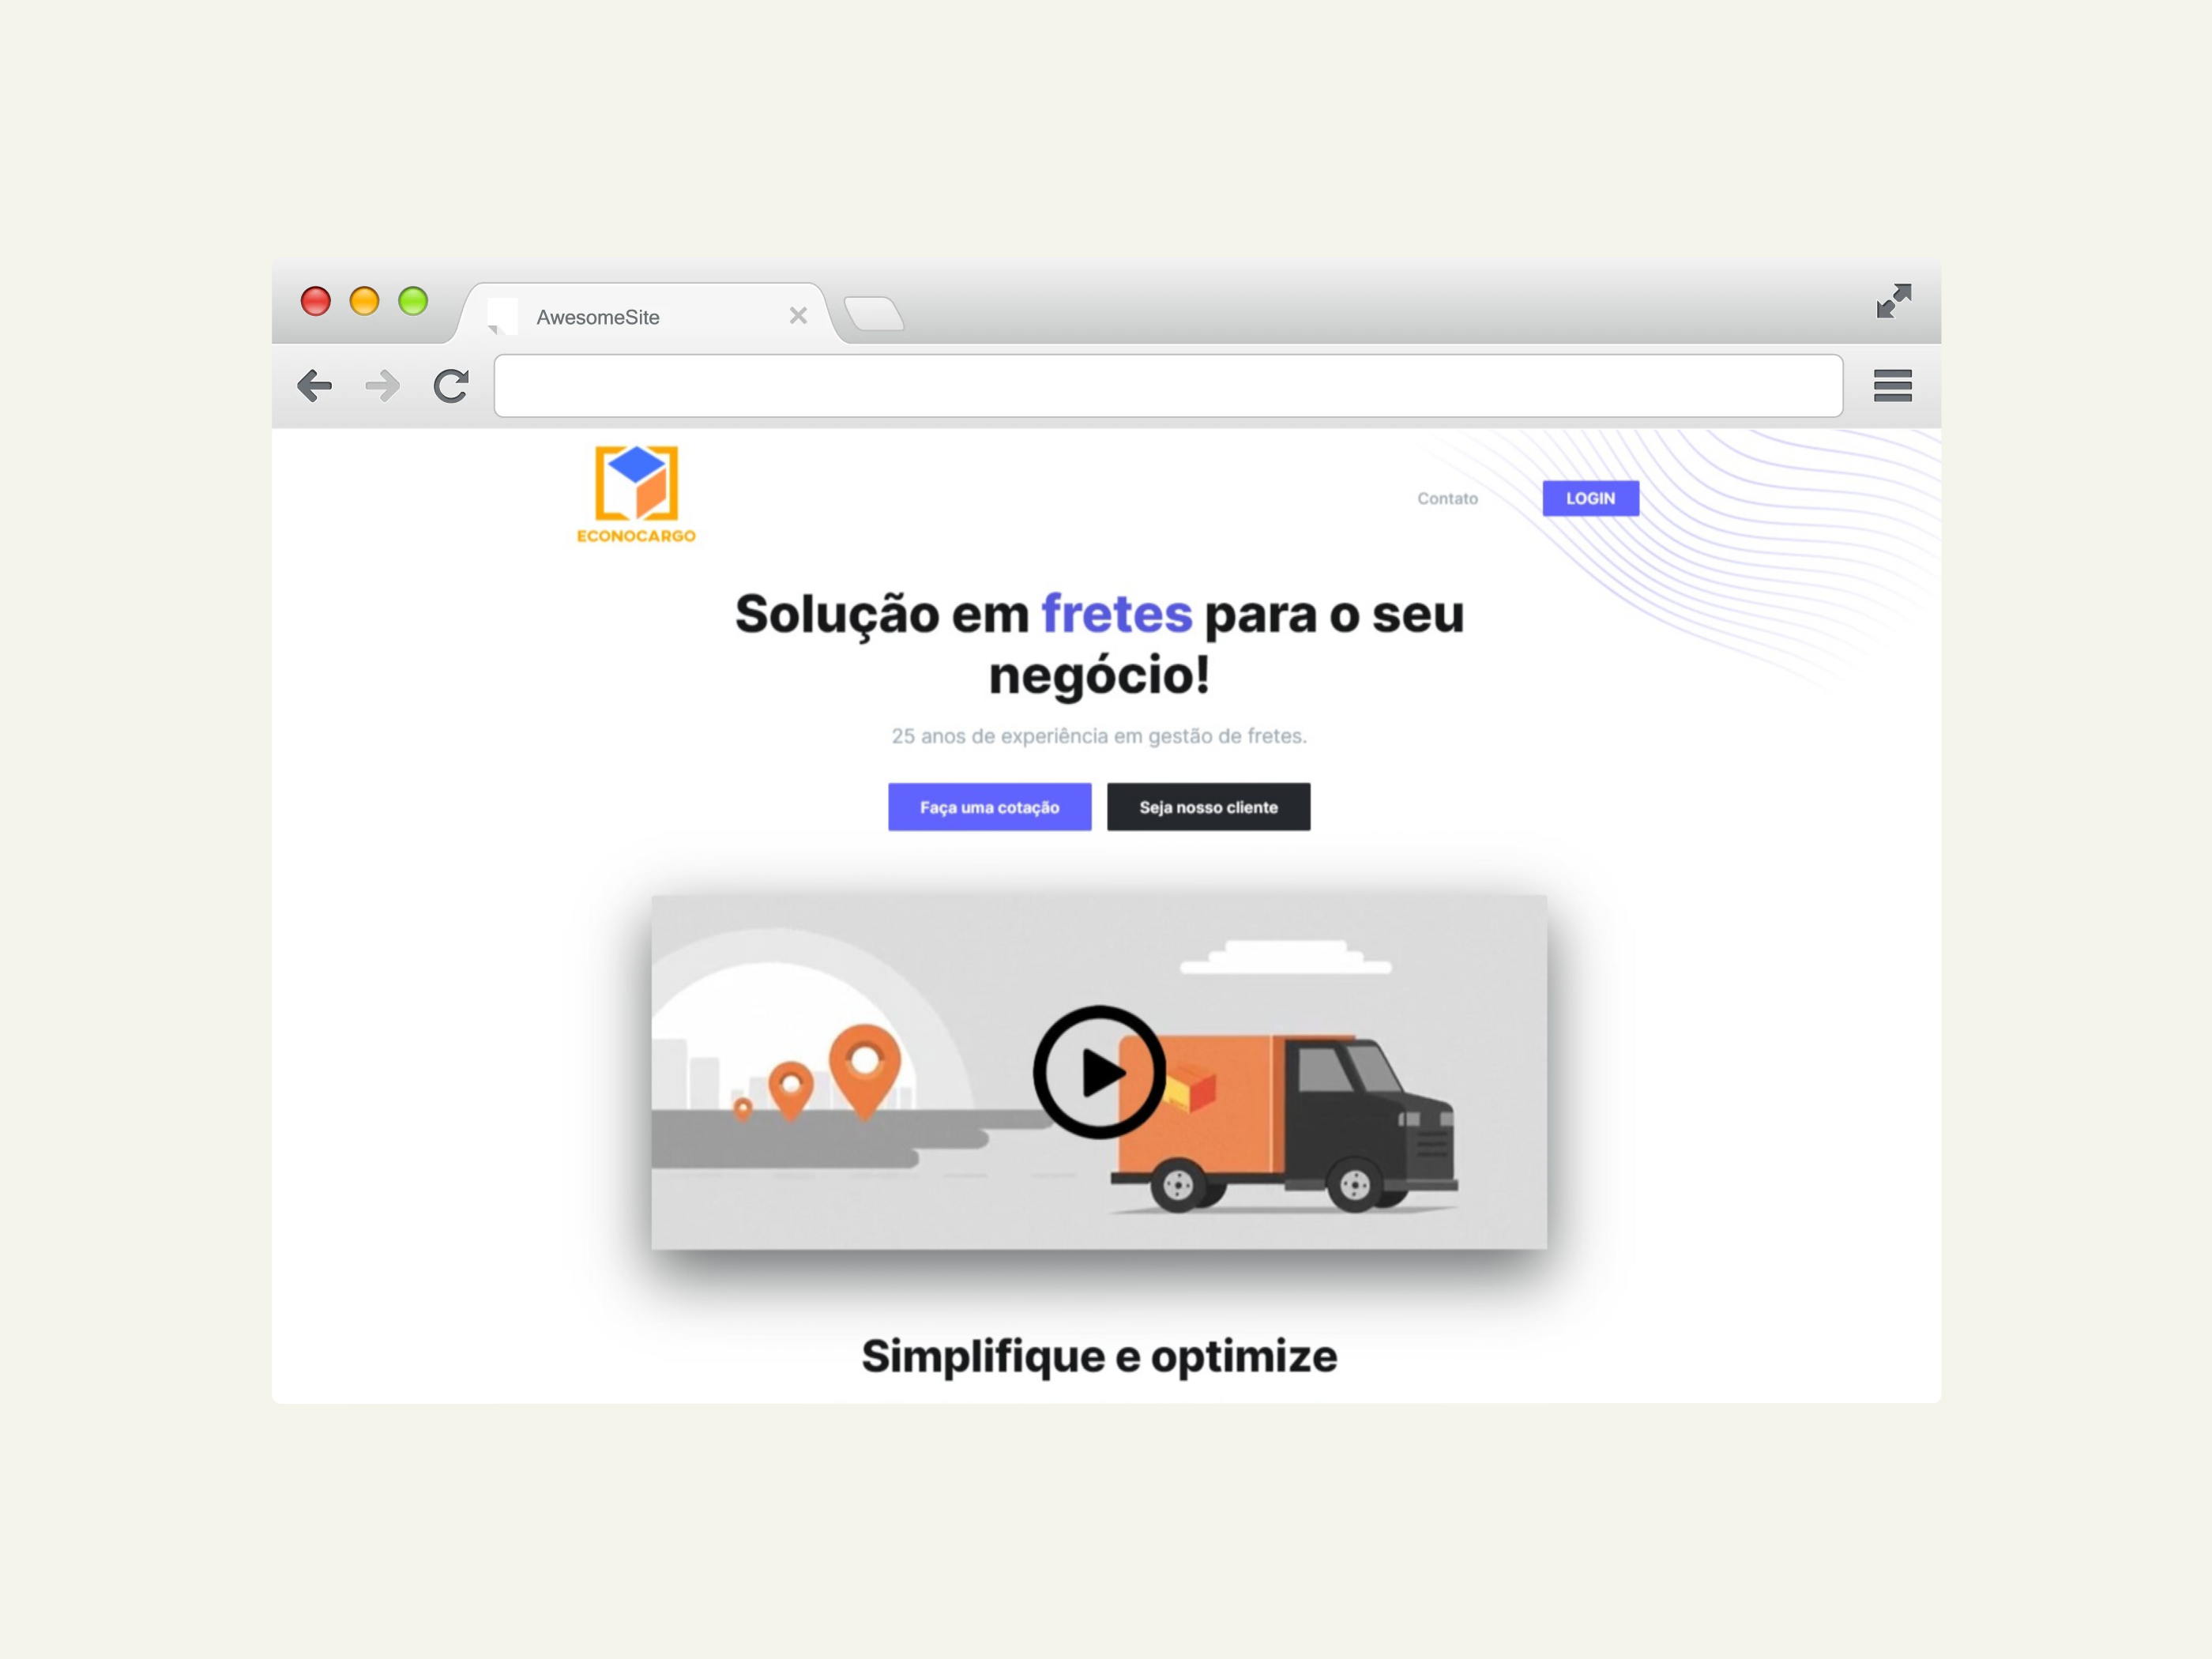 AwesomeSite
ECONOCARGO
Contato
LOGIN
Solução em fretes para o seu
negócio!
25 anos de experiência em gestão de fretes.
Faça uma cotação
Seja nosso cliente
Simplifique e optimize